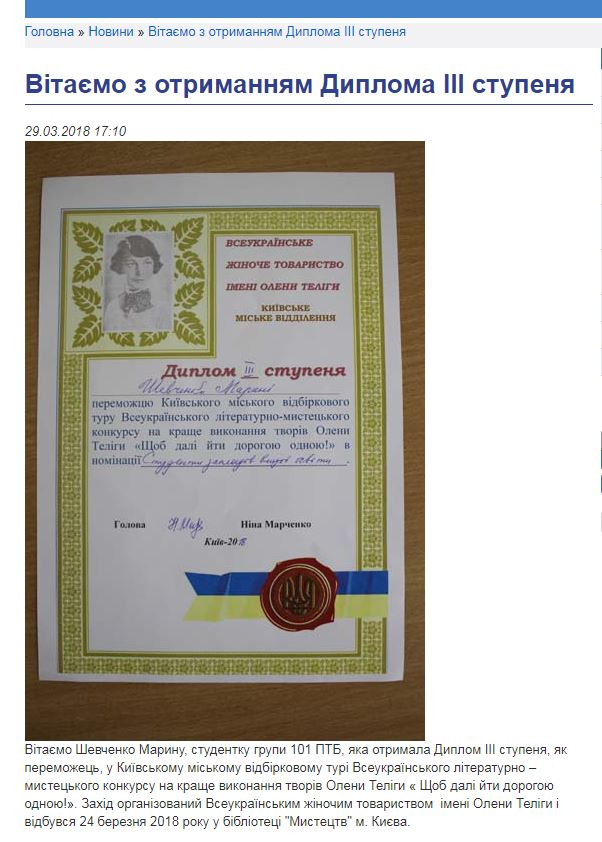 Головна » Новини » Вітаємо з отриманням Диплома ІІІ ступеня
Вітаємо з отриманням Диплома ІІІ ступеня
29.03.2018 17:10
ВСЕУКРАЇНСЬКЕ
ЖІНОЧЕ ТОВАРИСТВО
ІМЕНІ ОЛЕНИ ТЕЛІГИ
КИЇВСЬКЕ
МІСЬКЕ ВІДДІЛЕННЯ
Диплом ІІІ ступеня
Шевченко Марині
переможцю Київського міського відбіркового
туру Всеукраїнського літературно-мистецького
конкурсу на краще виконання творів Олени
Теліги «Щоб далі йти дорогою одною!» в
номінації Студенти закладів вищої освіти.
Голова Ніна Марченко
Київ-2018
Вітаємо Шевченко Марину, студентку групи 101 ПТБ, яка отримала Диплом ІІІ ступеня, як
переможець, у Київському міському відбірковому турі Всеукраїнського літературно –
мистецького конкурсу на краще виконання творів Олени Теліги « Щоб далі йти дорогою
одною!». Захід організований Всеукраїнським жіночим товариством імені Олени Теліги і
відбувся 24 березня 2018 року у бібліотеці "Мистецтв" м. Києва.